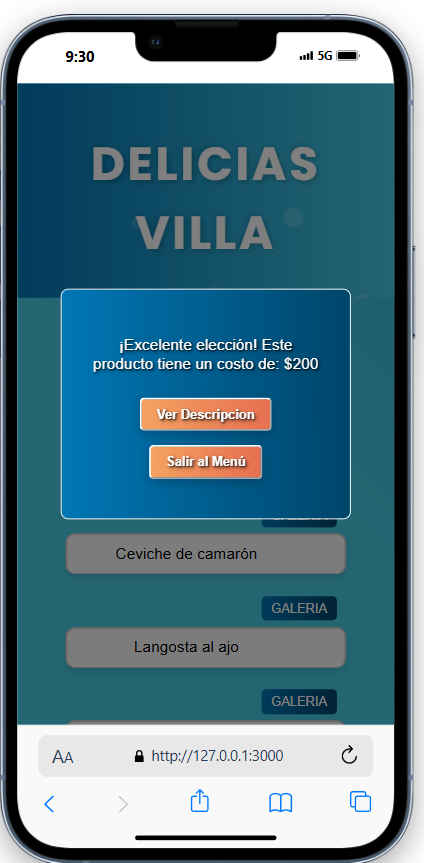 9:30
5G
DELICIAS
VILLA
¡Excelente elección! Este
producto tiene un costo de: $200
Ver Descripcion
Salir al Menú
GALERIA
Ceviche de camarón
GALERIA
Langosta al ajo
GALERIA
AA
http://127.0.0.1:3000